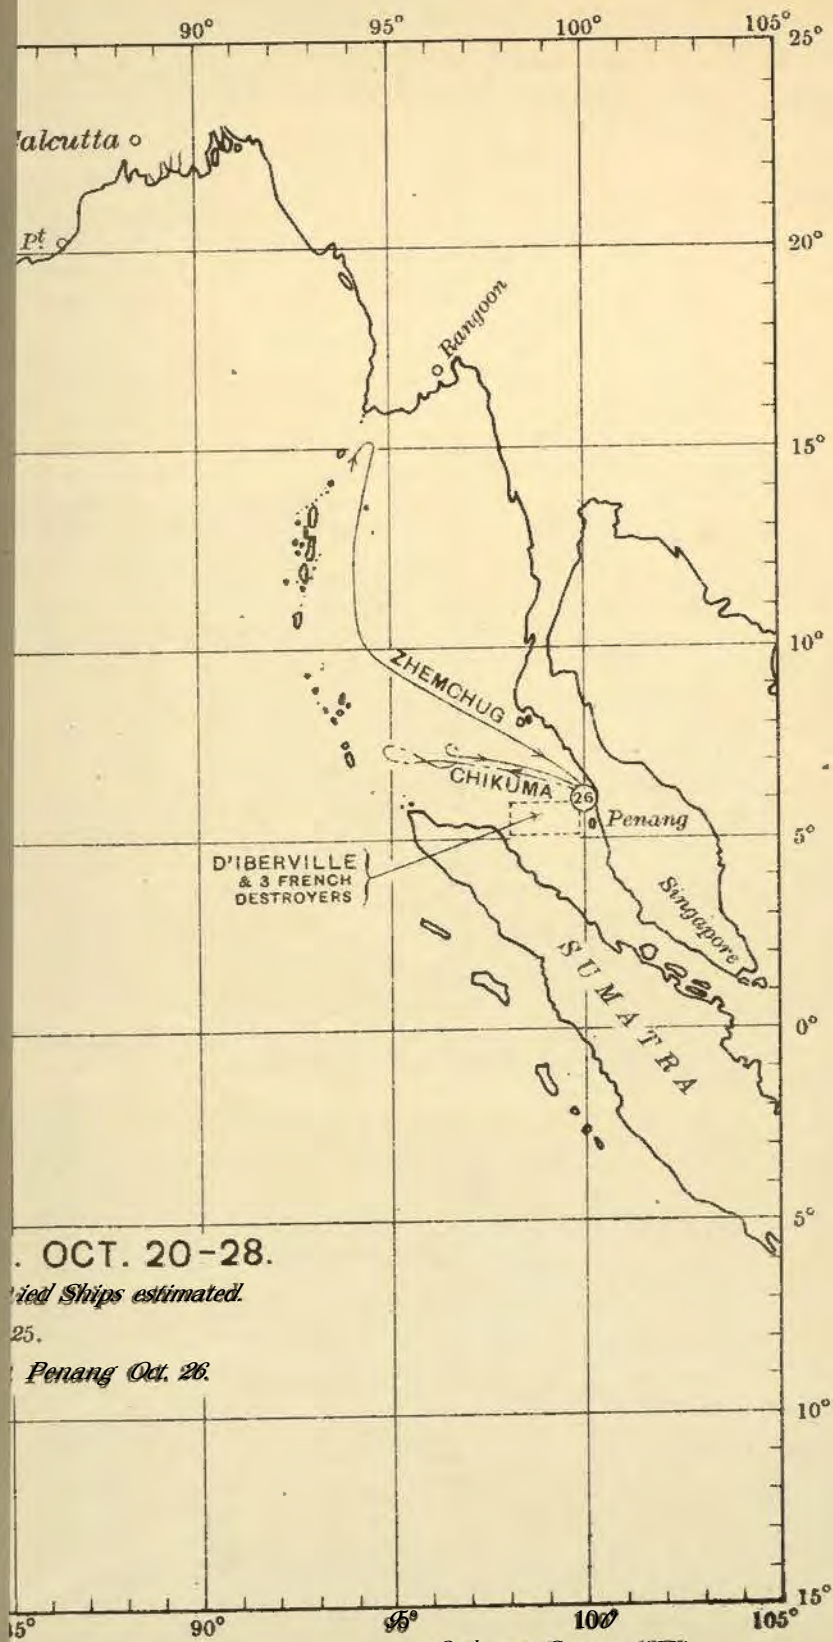 90° 95° 100° 105°
25°
alcutta
Pt.
20°
Rangoon
15°
10°
ZHEMCHUG
CHIKUMA
26
Penang
5°
D'IBERVILLE
& 3 FRENCH
DESTROYERS
Singapore
SUMATRA
0°
5°
. OCT. 20-28.
ied Ships estimated.
25.
Penang Oct. 26.
10°
15°
85° 90° 95° 100° 105°